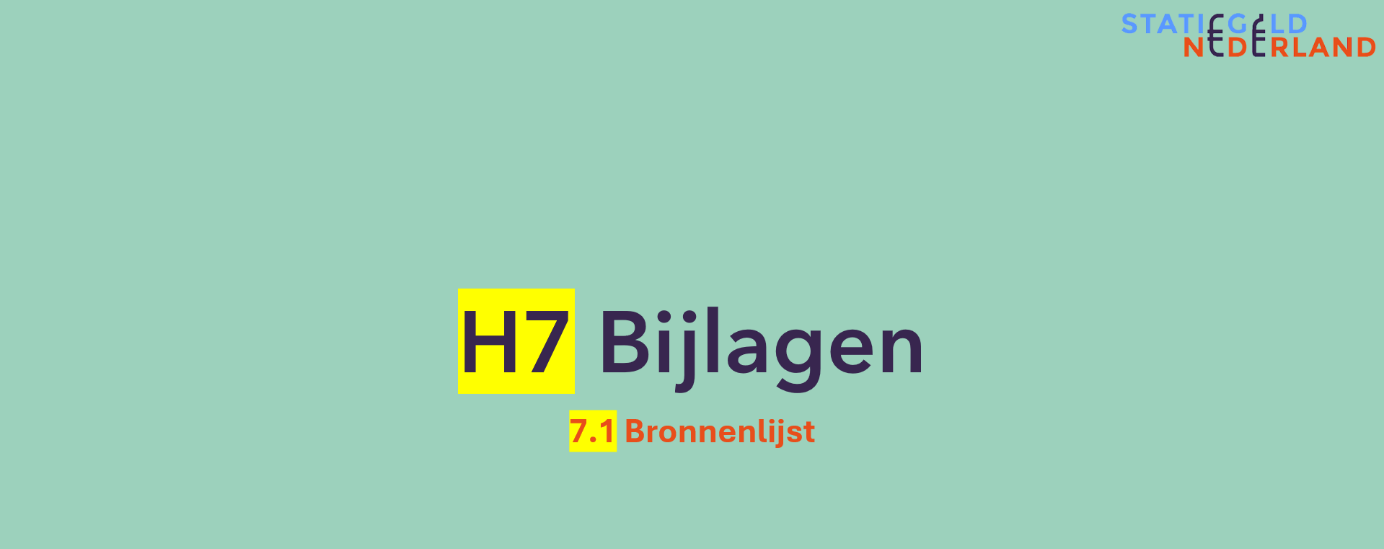 STATIEGELD
NEDERLAND
H7 Bijlagen
7.1 Bronnenlijst